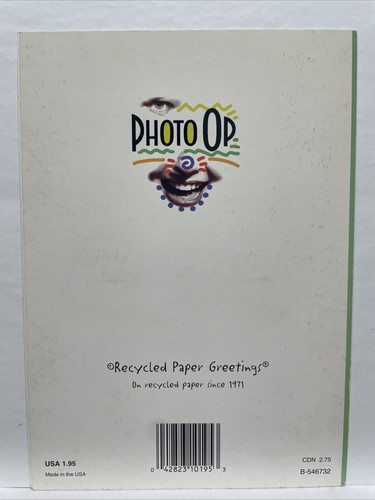 PHOTO OP
©Recycled Paper Greetings®
On recycled paper since 1971
USA 1.95
Made in the USA
0 42823 10195 3
CDN 2.75
B-546732